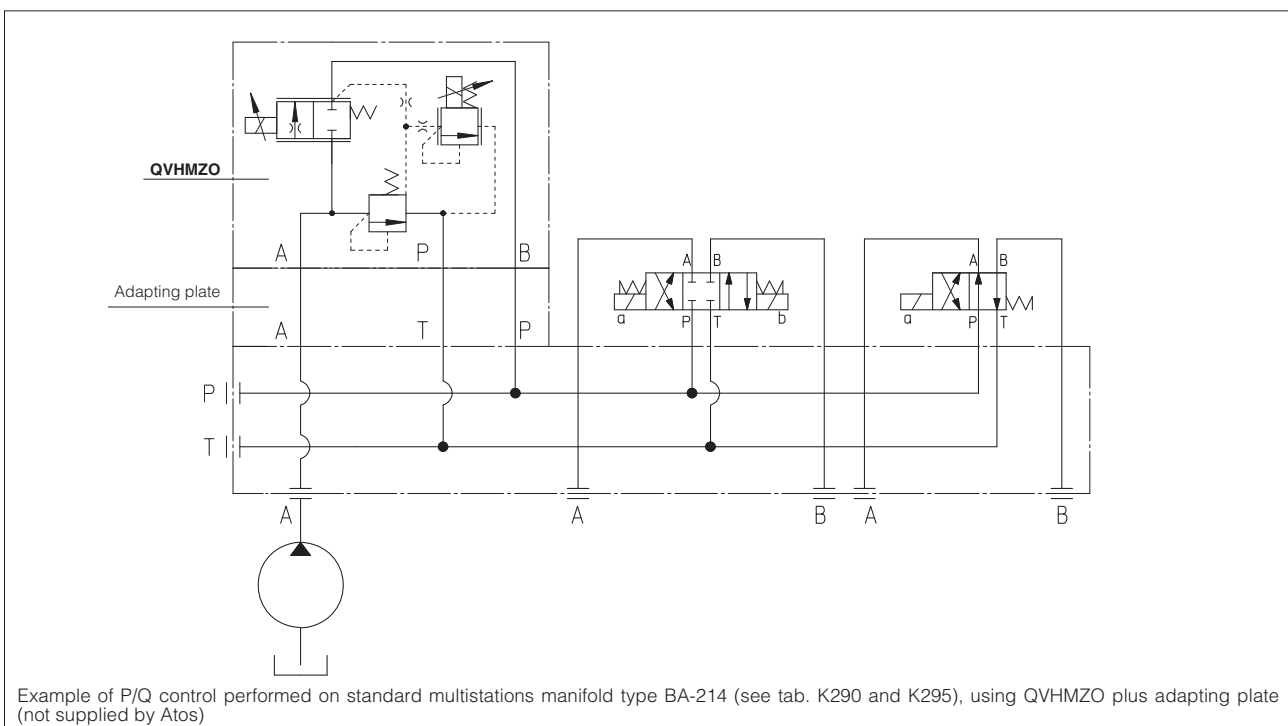 QVHMZO
A P B
Adapting plate
A T P
A B
a P T b
A B
a P T
P
T
A A B A B
Example of P/Q control performed on standard multistations manifold type BA-214 (see tab. K290 and K295), using QVHMZO plus adapting plate
(not supplied by Atos)